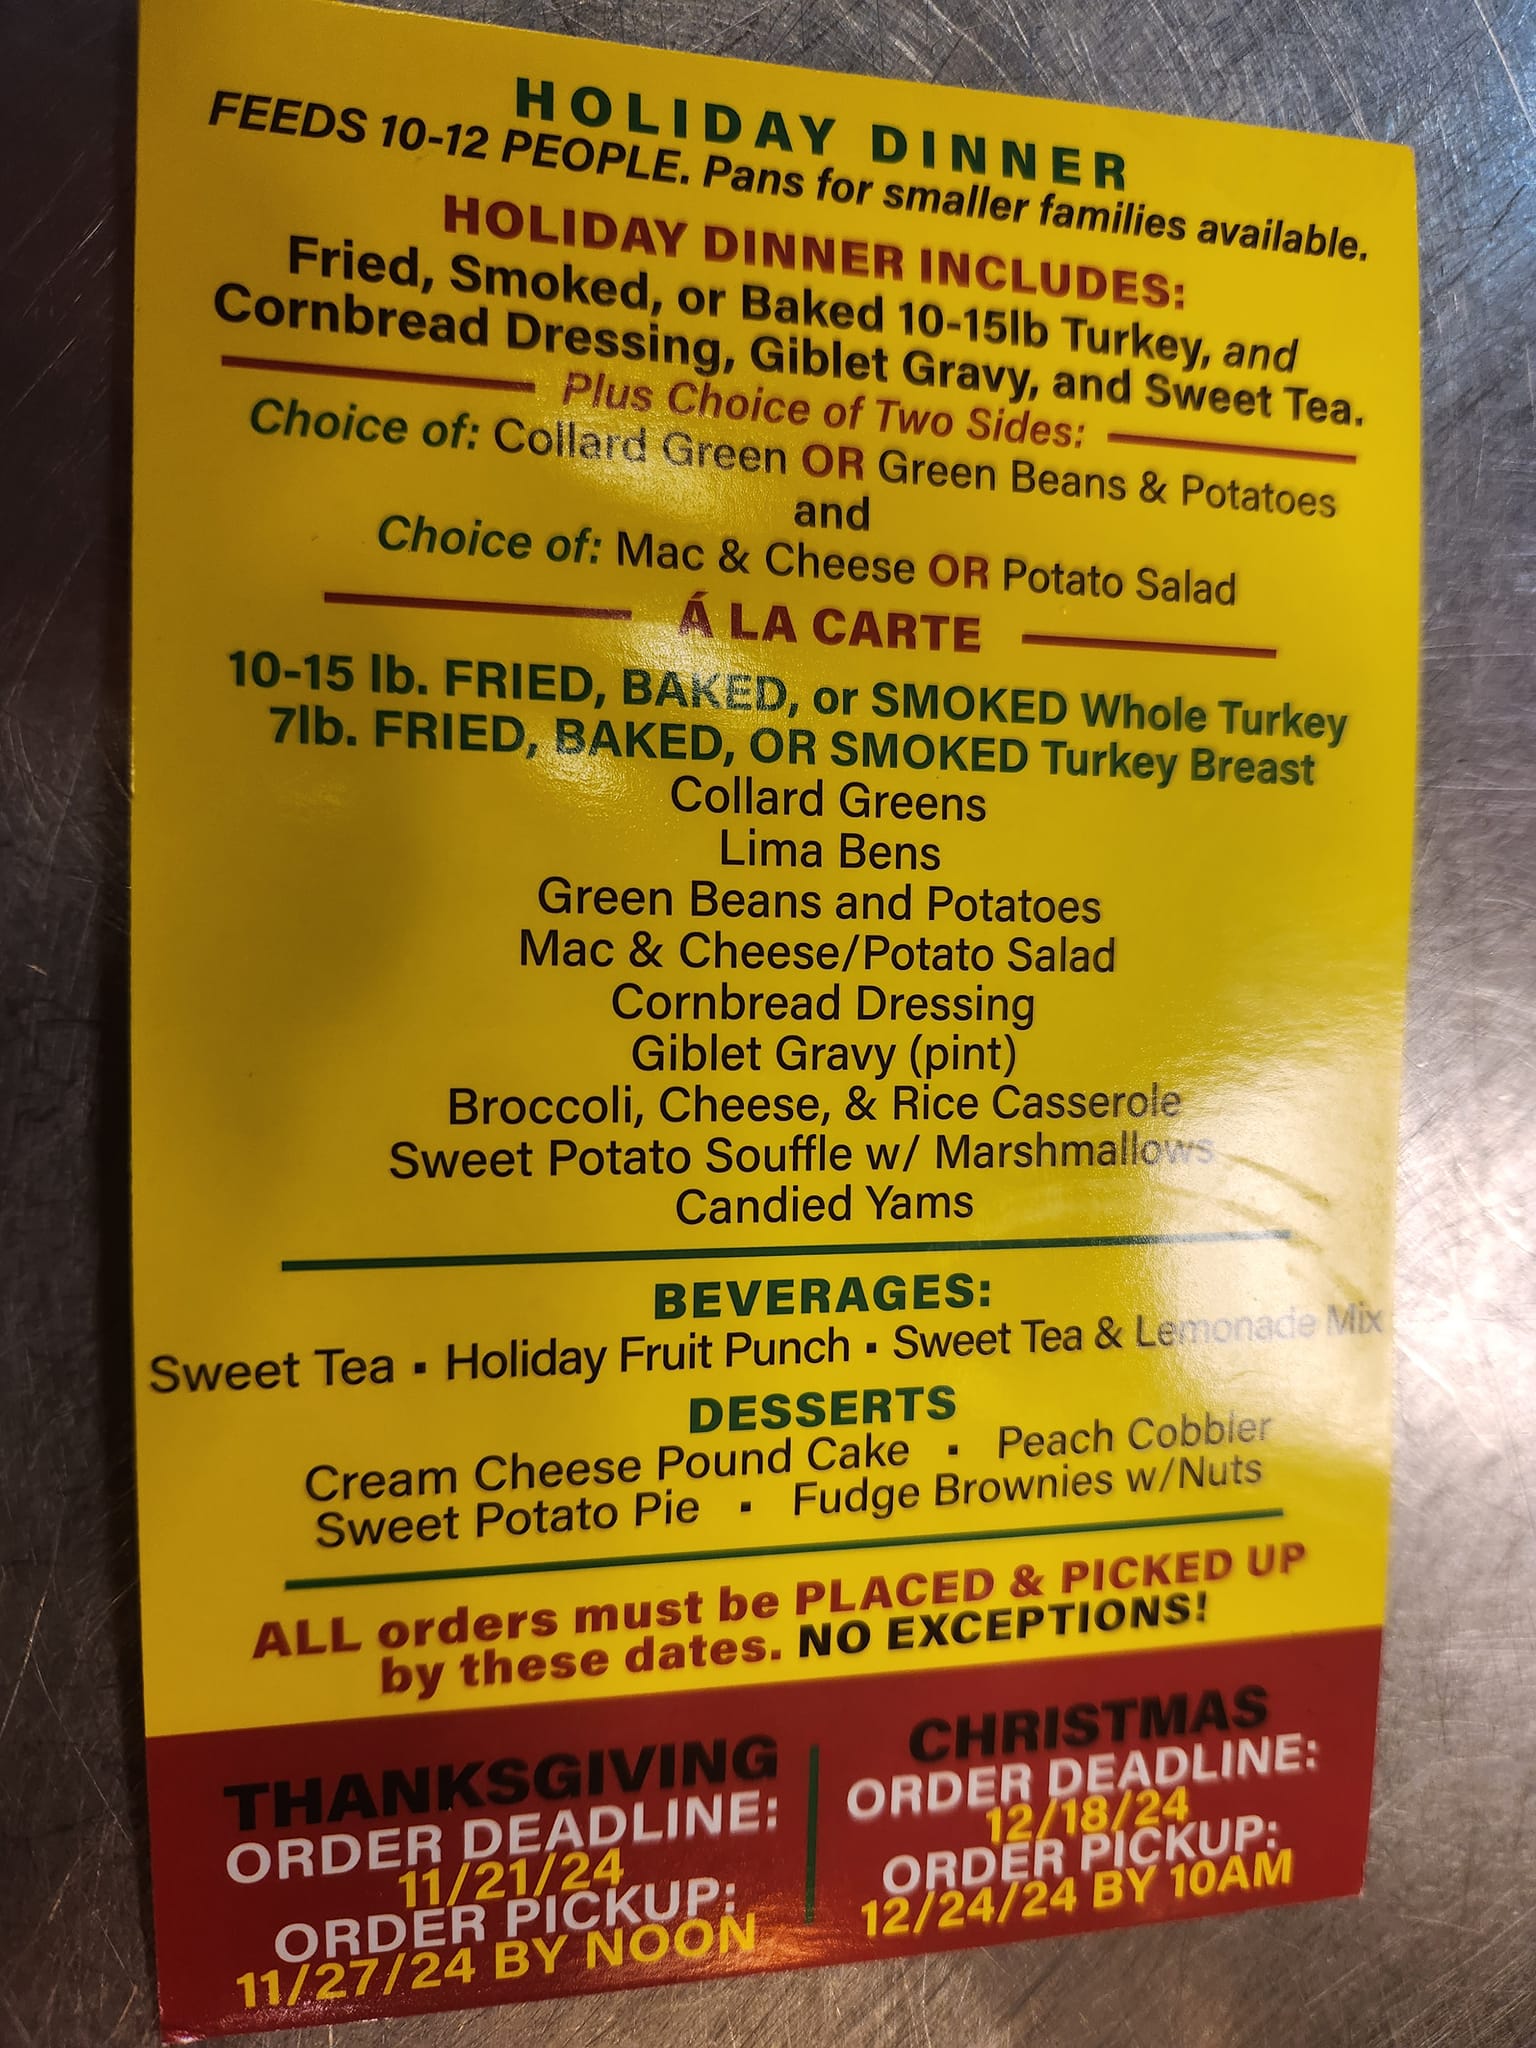 HOLIDAY DINNER
FEEDS 10-12 PEOPLE. Pans for smaller families available.
HOLIDAY DINNER INCLUDES:
Fried, Smoked, or Baked 10-15lb Turkey, and
Cornbread Dressing, Giblet Gravy, and Sweet Tea.
Plus Choice of Two Sides:
Choice of: Collard Green OR Green Beans & Potatoes
and
Choice of: Mac & Cheese OR Potato Salad
Á LA CARTE
10-15 lb. FRIED, BAKED, or SMOKED Whole Turkey
7lb. FRIED, BAKED, OR SMOKED Turkey Breast
Collard Greens
Lima Bens
Green Beans and Potatoes
Mac & Cheese/Potato Salad
Cornbread Dressing
Giblet Gravy (pint)
Broccoli, Cheese, & Rice Casserole
Sweet Potato Souffle w/ Marshmallows
Candied Yams
BEVERAGES:
Sweet Tea ▪ Holiday Fruit Punch ▪ Sweet Tea & Lemonade Mix
DESSERTS
Cream Cheese Pound Cake ▪ Peach Cobbler
Sweet Potato Pie ▪ Fudge Brownies w/Nuts
ALL orders must be PLACED & PICKED UP
by these dates. NO EXCEPTIONS!
THANKSGIVING
ORDER DEADLINE:
11/21/24
ORDER PICKUP:
11/27/24 BY NOON
CHRISTMAS
ORDER DEADLINE:
12/18/24
ORDER PICKUP:
12/24/24 BY 10AM